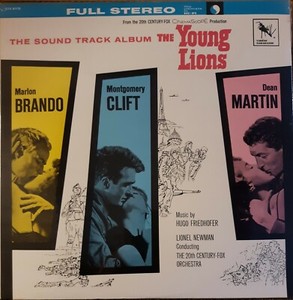 FULL STEREO
From the 20th CENTURY-FOX CinemaScope Production
THE SOUND TRACK ALBUM THE Young
Lions
Marlon
BRANDO
Montgomery
CLIFT
Dean
MARTIN
Music by
HUGO FRIEDHOFER
LIONEL NEWMAN
Conducting
THE 20TH CENTURY-FOX
ORCHESTRA